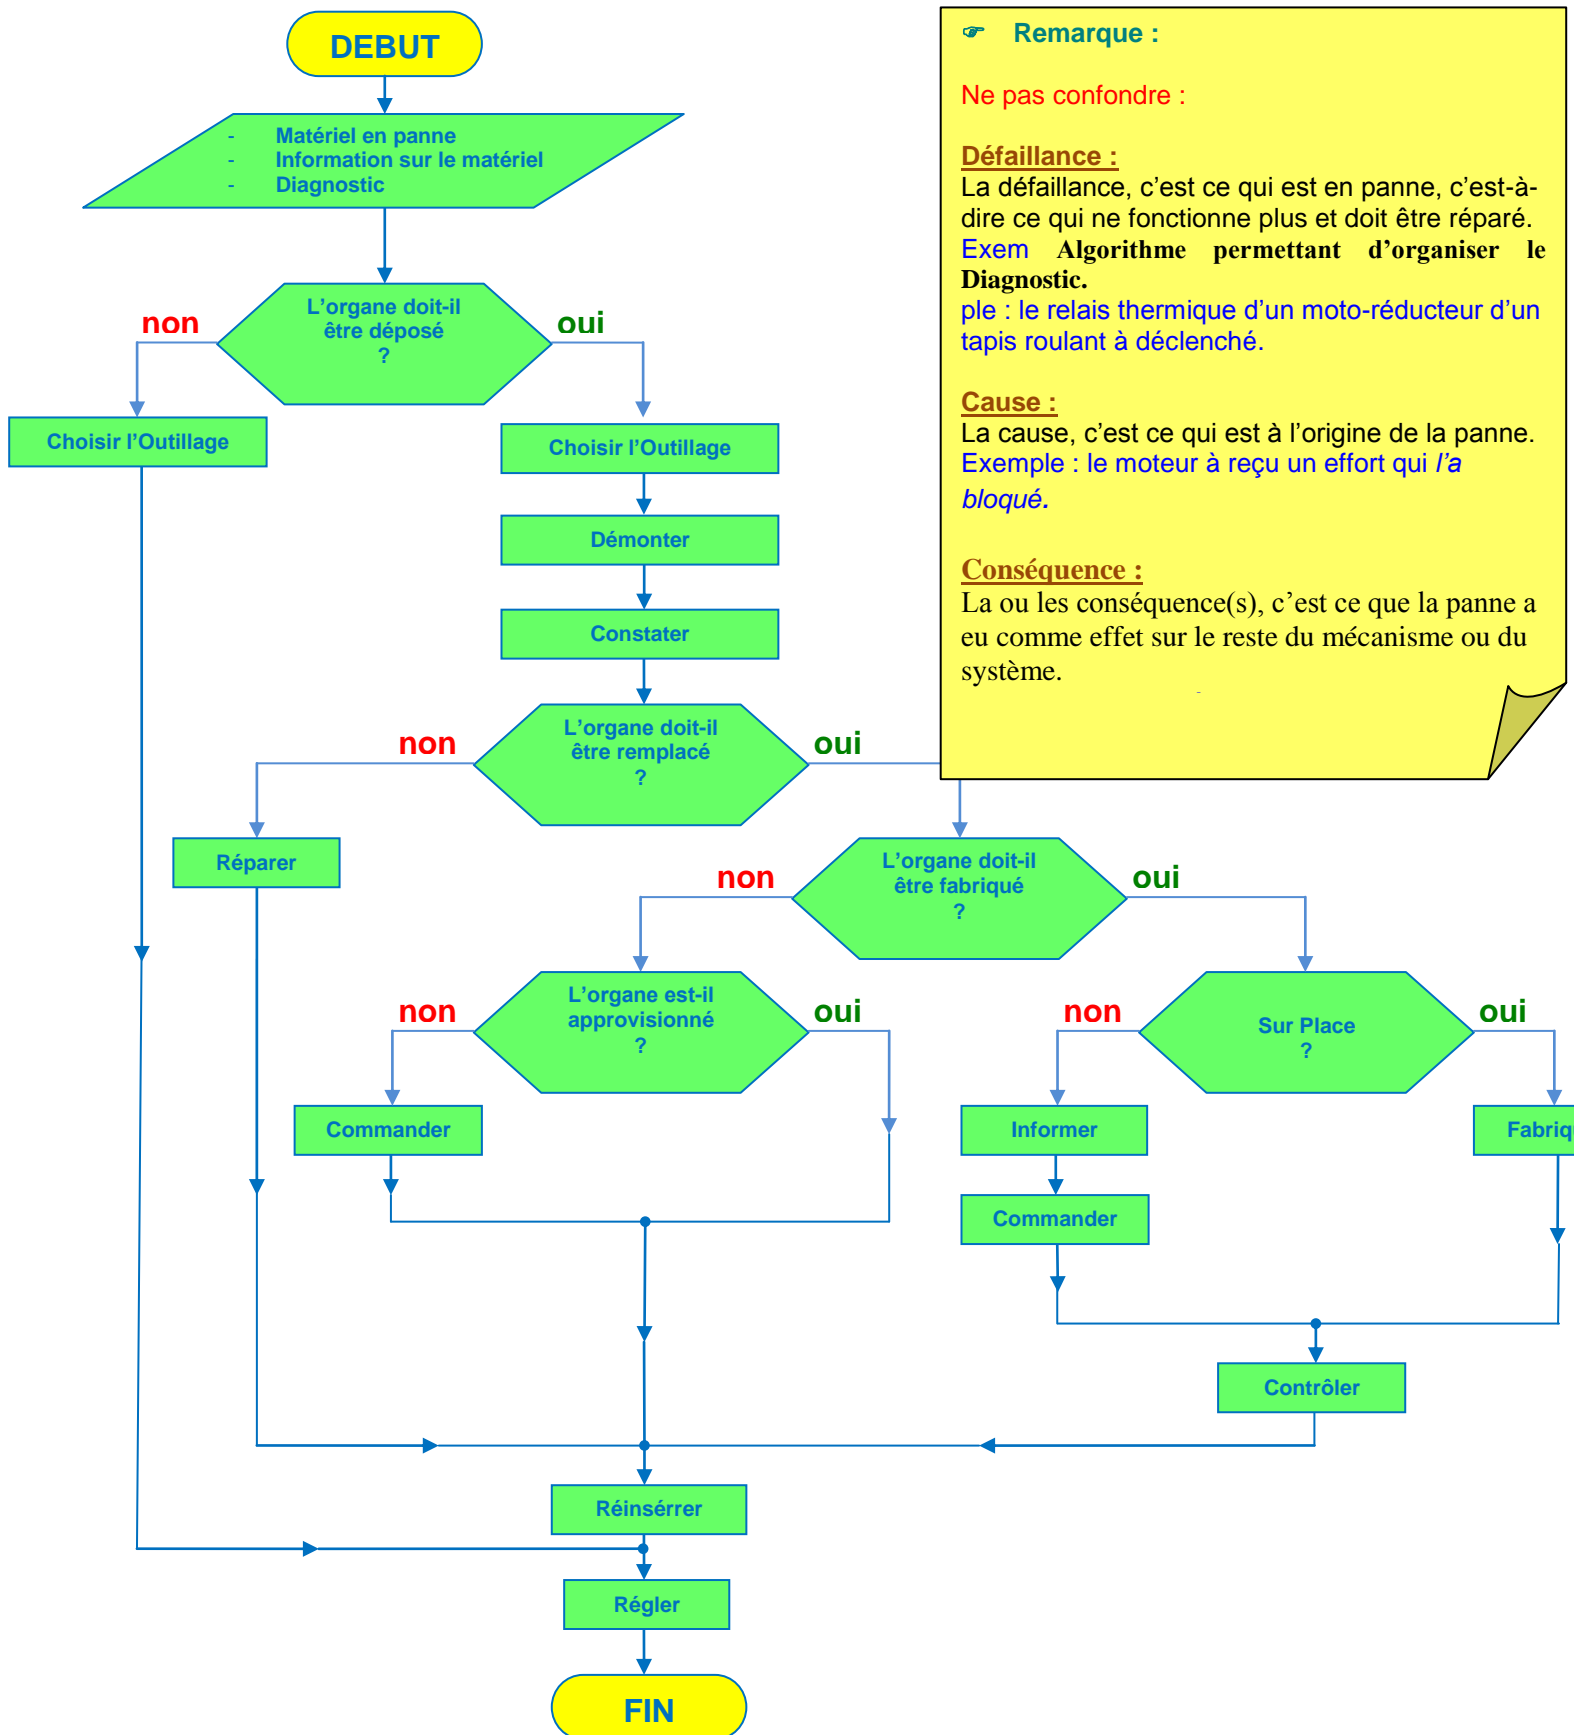 DEBUT
- Matériel en panne
- Information sur le matériel
- Diagnostic
L’organe doit-il
être déposé
?
non
oui
Choisir l’Outillage
Choisir l’Outillage
Démonter
Constater
L’organe doit-il
être remplacé
?
non
oui
Réparer
L’organe doit-il
être fabriqué
?
non
oui
L’organe est-il
approvisionné
?
non
oui
Sur Place
?
non
oui
Commander
Informer
Fabriq
Commander
Contrôler
Réinsérrer
Régler
FIN
☞ Remarque :
Ne pas confondre :
Défaillance :
La défaillance, c’est ce qui est en panne, c’est-à-
dire ce qui ne fonctionne plus et doit être réparé.
Exem Algorithme permettant d’organiser le
Diagnostic.
ple : le relais thermique d’un moto-réducteur d’un
tapis roulant à déclenché.
Cause :
La cause, c’est ce qui est à l’origine de la panne.
Exemple : le moteur à reçu un effort qui l’a
bloqué.
Conséquence :
La ou les conséquence(s), c’est ce que la panne a
eu comme effet sur le reste du mécanisme ou du
système.